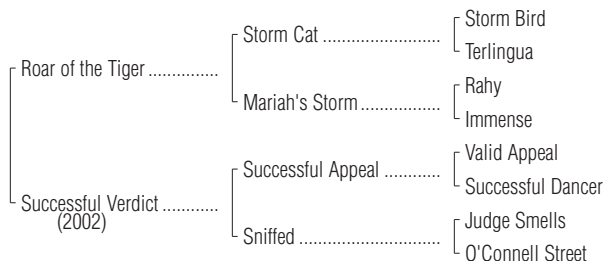 Storm Bird
Storm Cat ..........................
Terlingua
Roar of the Tiger ...............
Rahy
Mariah's Storm .................
Immense
Valid Appeal
Successful Appeal ............
Successful Dancer
Successful Verdict ............
(2002)
Judge Smells
Sniffed ...............................
O'Connell Street